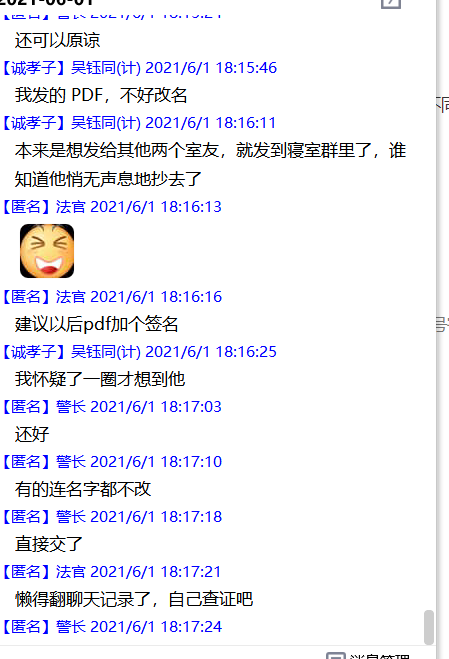 2021-06-01
【匿名】警长 2021/6/1 18:15:24
还可以原谅
【诚孝子】吴钰同(计) 2021/6/1 18:15:46
我发的 PDF，不好改名
【诚孝子】吴钰同(计) 2021/6/1 18:16:11
本来是想发给其他两个室友，就发到寝室群里了，谁
知道他悄无声息地抄去了
【匿名】法官 2021/6/1 18:16:13
【匿名】法官 2021/6/1 18:16:16
建议以后pdf加个签名
【诚孝子】吴钰同(计) 2021/6/1 18:16:25
我怀疑了一圈才想到他
【匿名】警长 2021/6/1 18:17:03
还好
【匿名】警长 2021/6/1 18:17:10
有的连名字都不改
【匿名】警长 2021/6/1 18:17:18
直接交了
【匿名】法官 2021/6/1 18:17:21
懒得翻聊天记录了，自己查证吧
【匿名】警长 2021/6/1 18:17:24
消息管理